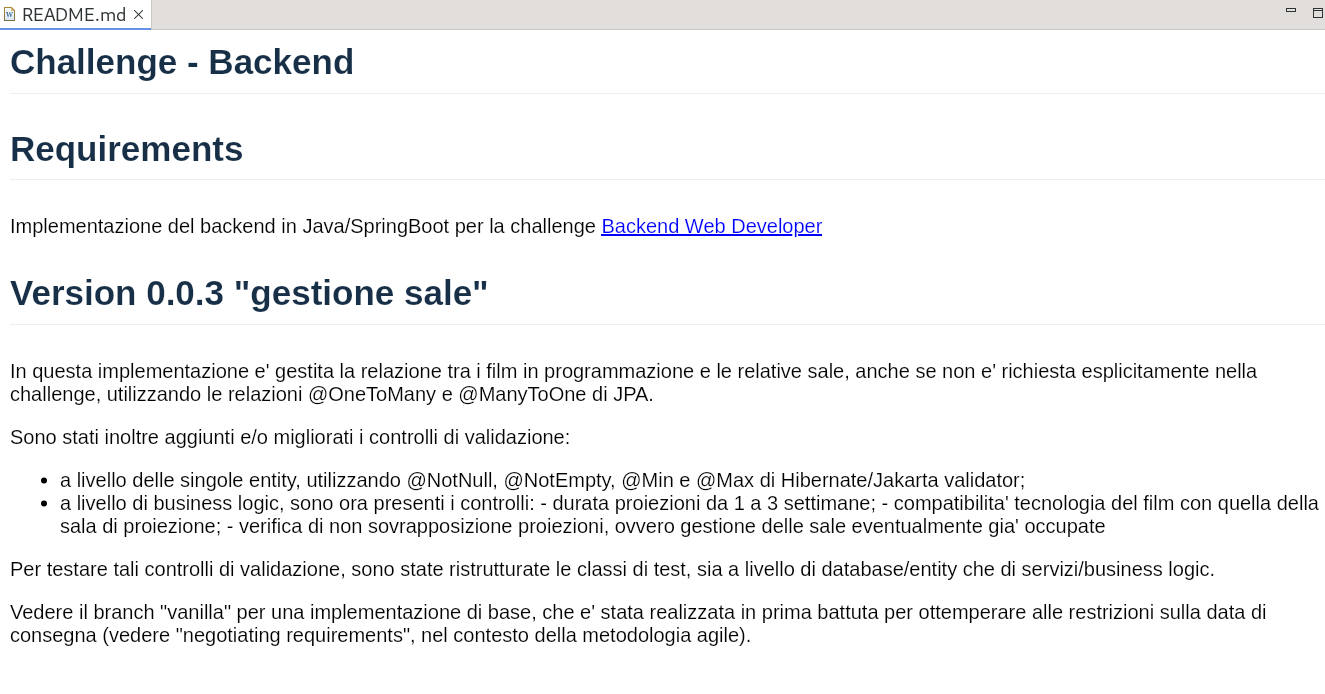 README.md
Challenge - Backend
Requirements
Implementazione del backend in Java/SpringBoot per la challenge Backend Web Developer
Version 0.0.3 "gestione sale"
In questa implementazione e' gestita la relazione tra i film in programmazione e le relative sale, anche se non e' richiesta esplicitamente nella
challenge, utilizzando le relazioni @OneToMany e @ManyToOne di JPA.
Sono stati inoltre aggiunti e/o migliorati i controlli di validazione:
• a livello delle singole entity, utilizzando @NotNull, @NotEmpty, @Min e @Max di Hibernate/Jakarta validator;
• a livello di business logic, sono ora presenti i controlli: - durata proiezioni da 1 a 3 settimane; - compatibilita' tecnologia del film con quella della
sala di proiezione; - verifica di non sovrapposizione proiezioni, ovvero gestione delle sale eventualmente gia' occupate
Per testare tali controlli di validazione, sono state ristrutturate le classi di test, sia a livello di database/entity che di servizi/business logic.
Vedere il branch "vanilla" per una implementazione di base, che e' stata realizzata in prima battuta per ottemperare alle restrizioni sulla data di
consegna (vedere "negotiating requirements", nel contesto della metodologia agile).